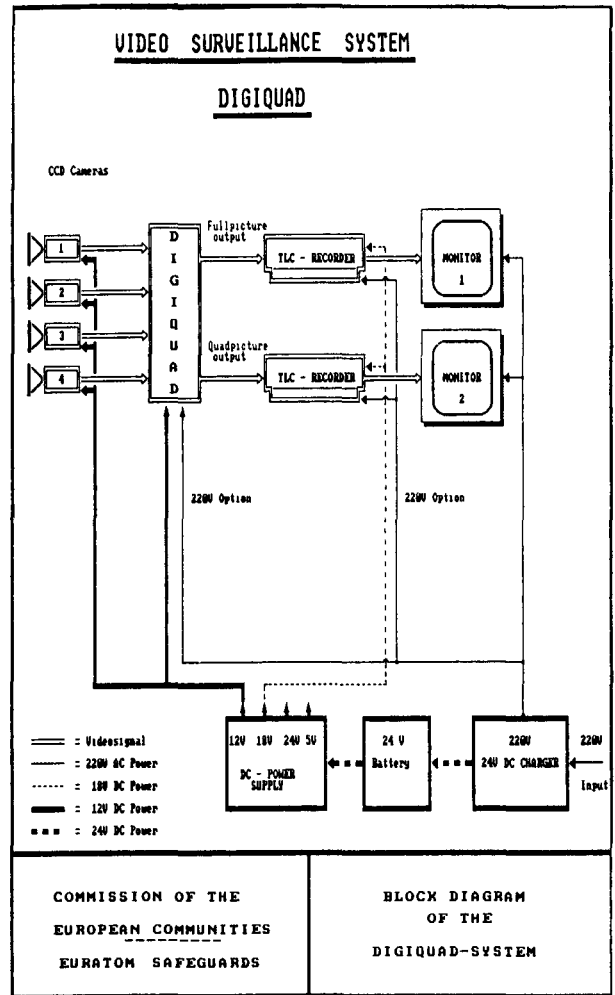 VIDEO SURVEILLANCE SYSTEM
DIGIQUAD
CCD Cameras
1
2
3
4
DIGIQUAD
Fullpicture
output
Quadpicture
output
TLC - RECORDER
TLC - RECORDER
MONITOR
1
MONITOR
2
220V Option
220V Option
12V 18V 24V 5V
DC - POWER
SUPPLY
24 V
Battery
220V
24V DC CHARGER
220V
Input
= Videosignal
= 220V AC Power
= 18V DC Power
= 12V DC Power
= 24V DC Power
COMMISSION OF THE
EUROPEAN COMMUNITIES
EURATOM SAFEGUARDS
BLOCK DIAGRAM
OF THE
DIGIQUAD-SYSTEM